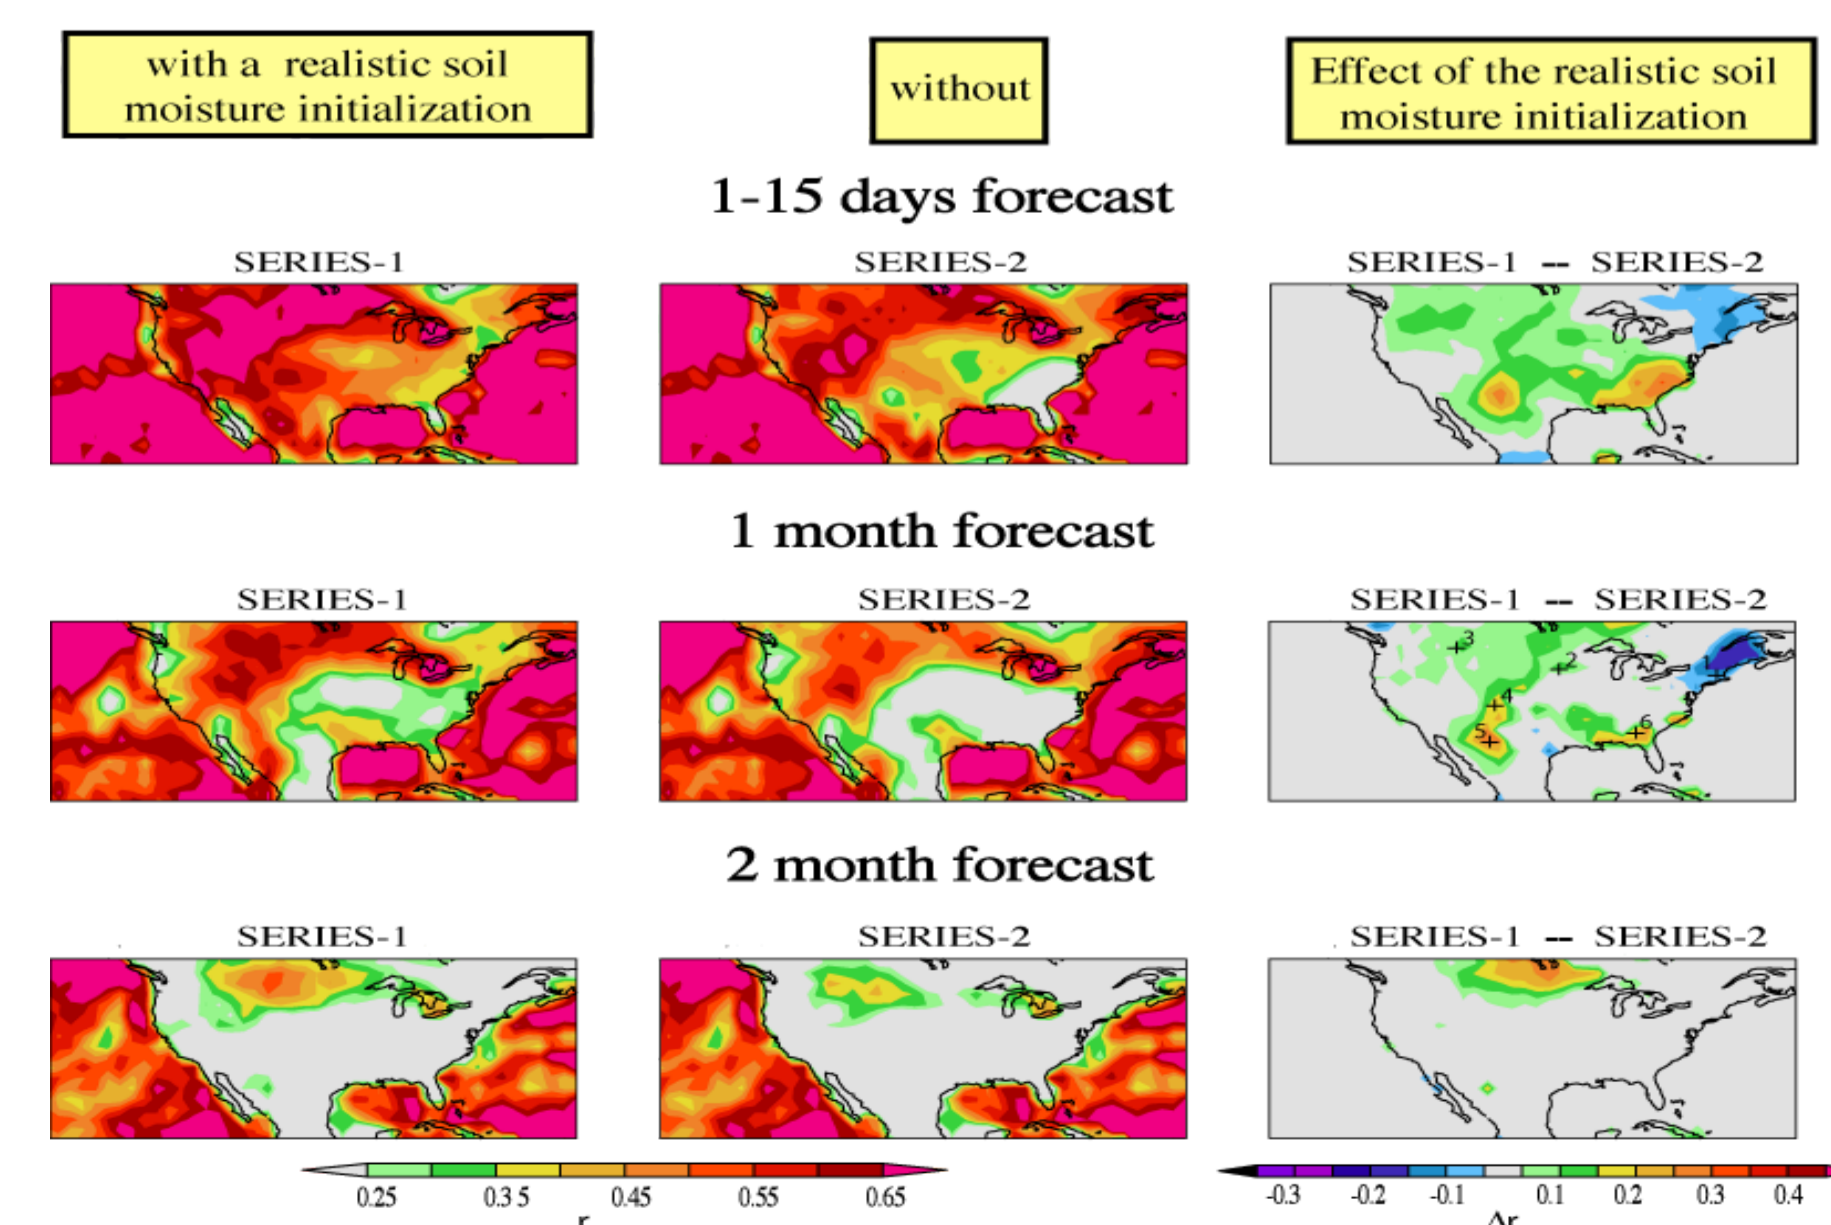 with a realistic soil
moisture initialization
without
Effect of the realistic soil
moisture initialization
1-15 days forecast
SERIES-1
SERIES-2
SERIES-1 -- SERIES-2
1 month forecast
SERIES-1
SERIES-2
SERIES-1 -- SERIES-2
3
2
1
4
5
6
2 month forecast
SERIES-1
SERIES-2
SERIES-1 -- SERIES-2
0.25 0.35 0.45 0.55 0.65
r
-0.3 -0.2 -0.1 0.1 0.2 0.3 0.4
Δr